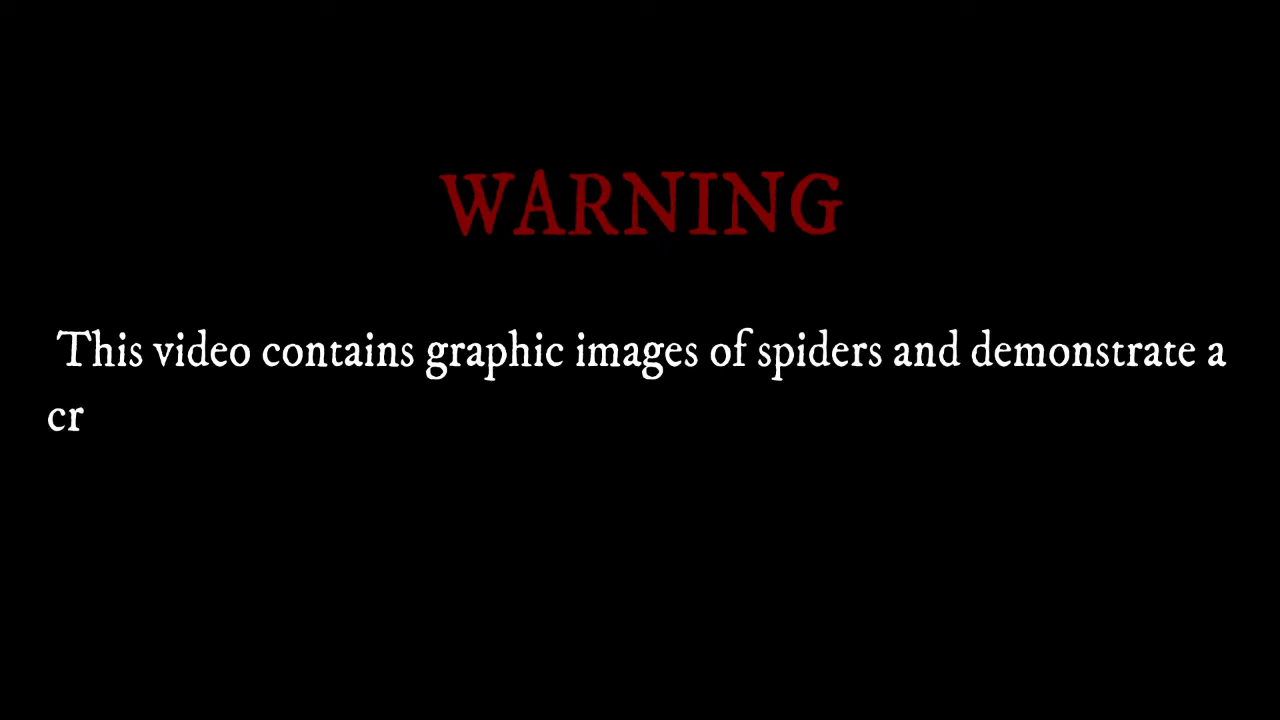 WARNING
This video contains graphic images of spiders and demonstrate a
cr